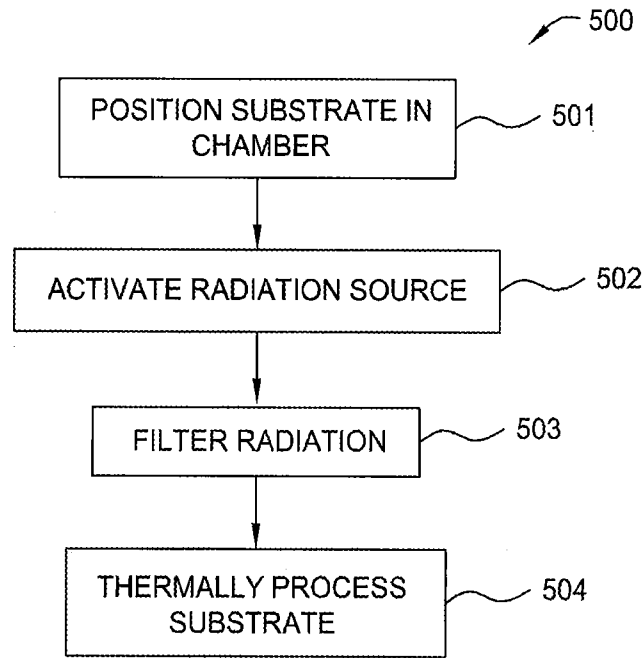 500
POSITION SUBSTRATE IN
CHAMBER
501
ACTIVATE RADIATION SOURCE
502
FILTER RADIATION
503
THERMALLY PROCESS
SUBSTRATE
504